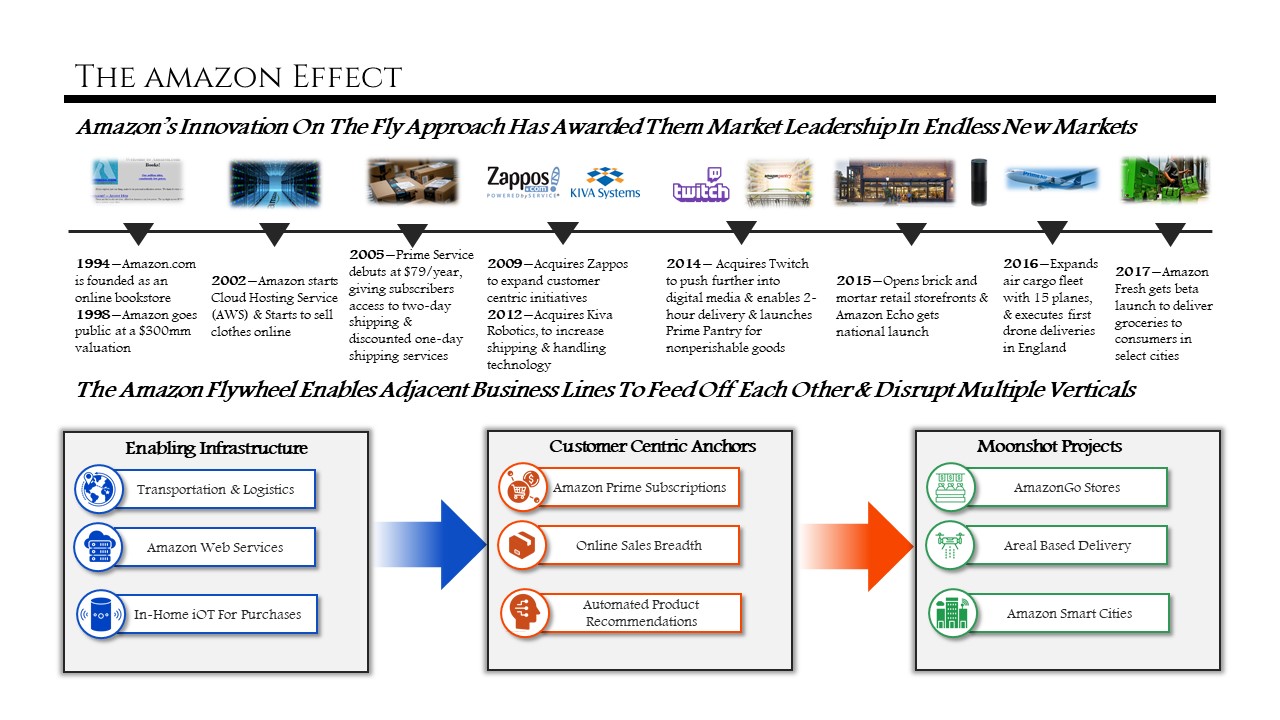 The amazon Effect
Amazon's Innovation On The Fly Approach Has Awarded Them Market Leadership In Endless New Markets
Books!
Zappos
.com
POWERED by SERVICE
KIVA Systems
twitch
amazonpantry
1994—Amazon.com
is founded as an
online bookstore
1998—Amazon goes
public at a $300mm
valuation
2002—Amazon starts
Cloud Hosting Service
(AWS) & Starts to sell
clothes online
2005—Prime Service
debuts at $79/year,
giving subscribers
access to two-day
shipping &
discounted one-day
shipping services
2009—Acquires Zappos
to expand customer
centric initiatives
2012—Acquires Kiva
Robotics, to increase
shipping & handling
technology
2014— Acquires Twitch
to push further into
digital media & enables 2-
hour delivery & launches
Prime Pantry for
nonperishable goods
2015—Opens brick and
mortar retail storefronts &
Amazon Echo gets
national launch
2016—Expands
air cargo fleet
with 15 planes,
& executes first
drone deliveries
in England
2017—Amazon
Fresh gets beta
launch to deliver
groceries to
consumers in
select cities
The Amazon Flywheel Enables Adjacent Business Lines To Feed Off Each Other & Disrupt Multiple Verticals
Enabling Infrastructure
Transportation & Logistics
Amazon Web Services
In-Home iOT For Purchases
Customer Centric Anchors
Amazon Prime Subscriptions
Online Sales Breadth
Automated Product
Recommendations
Moonshot Projects
AmazonGo Stores
Areal Based Delivery
Amazon Smart Cities